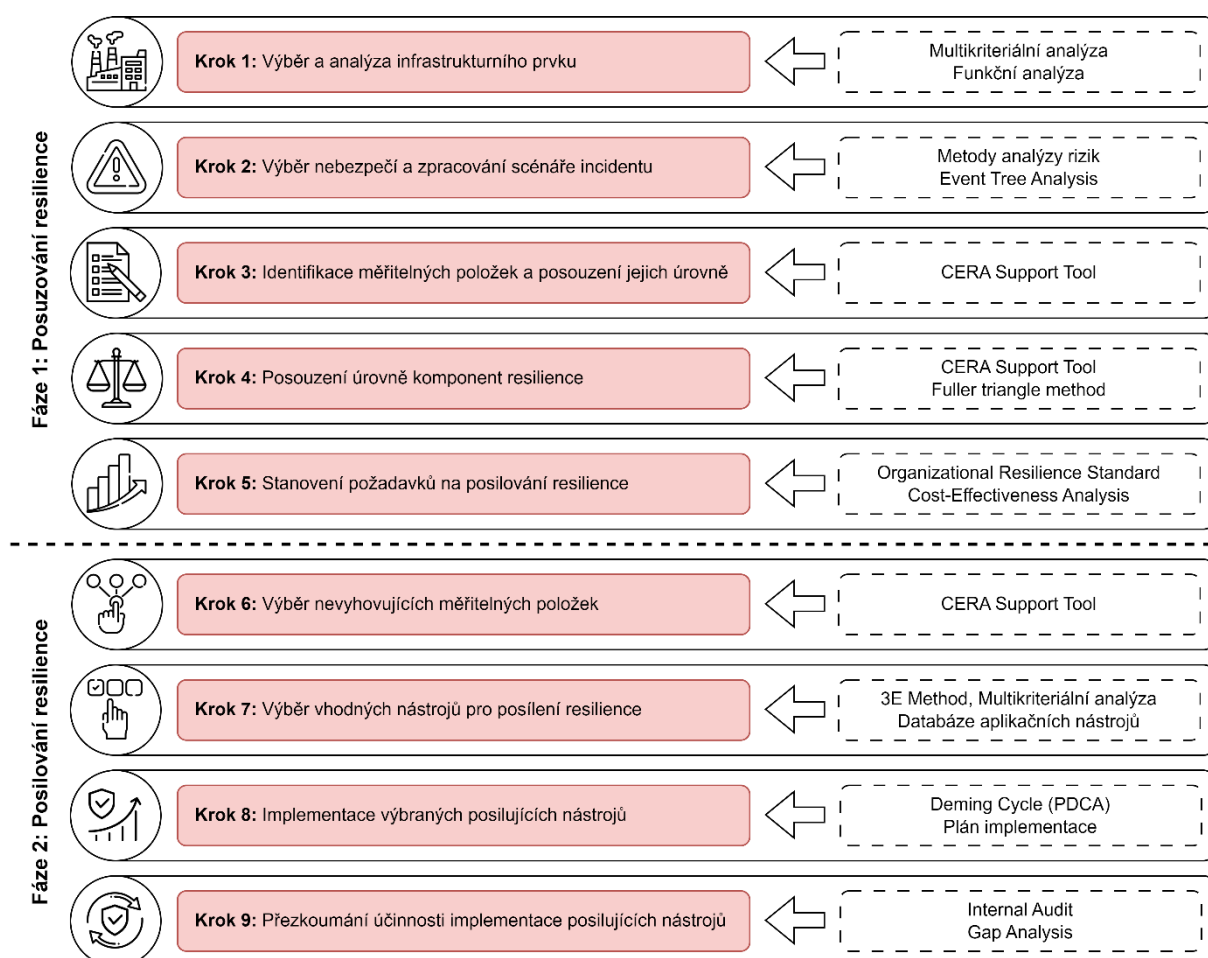 Fáze 1: Posuzování resilience
Krok 1: Výběr a analýza infrastrukturního prvku
Multikriteriální analýza
Funkční analýza
Krok 2: Výběr nebezpečí a zpracování scénáře incidentu
Metody analýzy rizik
Event Tree Analysis
Krok 3: Identifikace měřitelných položek a posouzení jejich úrovně
CERA Support Tool
Krok 4: Posouzení úrovně komponent resilience
CERA Support Tool
Fuller triangle method
Krok 5: Stanovení požadavků na posilování resilience
Organizational Resilience Standard
Cost-Effectiveness Analysis
Fáze 2: Posilování resilience
Krok 6: Výběr nevyhovujících měřitelných položek
CERA Support Tool
Krok 7: Výběr vhodných nástrojů pro posílení resilience
3E Method, Multikriteriální analýza
Databáze aplikačních nástrojů
Krok 8: Implementace výbraných posilujících nástrojů
Deming Cycle (PDCA)
Plán implementace
Krok 9: Přezkoumání účinnosti implementace posilujících nástrojů
Internal Audit
Gap Analysis